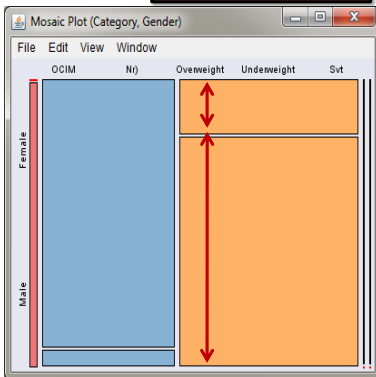 Mosaic Plot (Category, Gender)
File Edit View Window
OCIM Nr) Overweight Underweight Svt
Female
Male